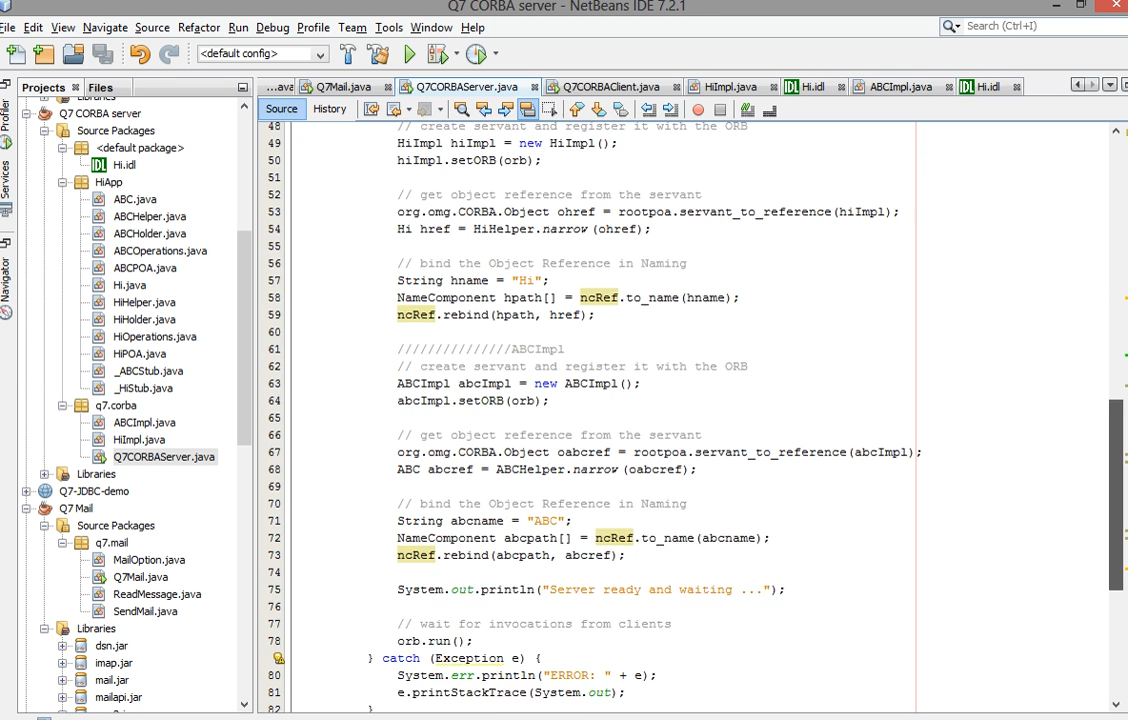 Q7 CORBA server - NetBeans IDE 7.2.1
File Edit View Navigate Source Refactor Run Debug Profile Team Tools Window Help
Search (Ctrl+I)
<default config>
Projects Files
...ava Q7Mail.java Q7CORBAServer.java Q7CORBAClient.java HiImpl.java IDL Hi.idl ABCImpl.java IDL Hi.idl
Source History
Profiler
Services
Navigator
Libraries
Q7 CORBA server
Source Packages
<default package>
IDL Hi.idl
HiApp
ABC.java
ABCHelper.java
ABCHolder.java
ABCOperations.java
ABCPOA.java
Hi.java
HiHelper.java
HiHolder.java
HiOperations.java
HiPOA.java
_ABCStub.java
_HiStub.java
q7.corba
ABCImpl.java
HiImpl.java
Q7CORBAServer.java
Libraries
Q7-JDBC-demo
Q7 Mail
Source Packages
q7.mail
MailOption.java
Q7Mail.java
ReadMessage.java
SendMail.java
Libraries
dsn.jar
imap.jar
mail.jar
mailapi.jar
48 // create servant and register it with the ORB
49 HiImpl hiImpl = new HiImpl();
50 hiImpl.setORB(orb);
51
52 // get object reference from the servant
53 org.omg.CORBA.Object ohref = rootpoa.servant_to_reference(hiImpl);
54 Hi href = HiHelper.narrow (ohref);
55
56 // bind the Object Reference in Naming
57 String hname = "Hi";
58 NameComponent hpath[] = ncRef.to_name(hname);
59 ncRef.rebind(hpath, href);
60
61 ///////////////ABCImpl
62 // create servant and register it with the ORB
63 ABCImpl abcImpl = new ABCImpl();
64 abcImpl.setORB(orb);
65
66 // get object reference from the servant
67 org.omg.CORBA.Object oabcref = rootpoa.servant_to_reference(abcImpl);
68 ABC abcref = ABCHelper.narrow (oabcref);
69
70 // bind the Object Reference in Naming
71 String abcname = "ABC";
72 NameComponent abcpath[] = ncRef.to_name(abcname);
73 ncRef.rebind(abcpath, abcref);
74
75 System.out.println("Server ready and waiting ...");
76
77 // wait for invocations from clients
78 orb.run();
} catch (Exception e) {
80 System.err.println("ERROR: " + e);
81 e.printStackTrace(System.out);
82 }